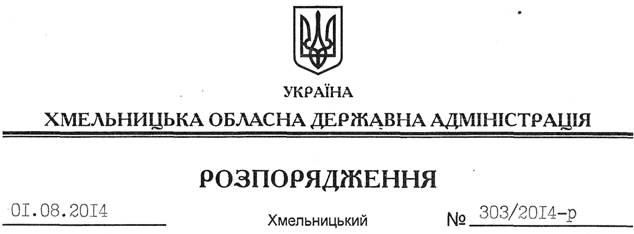 УКРАЇНА
ХМЕЛЬНИЦЬКА ОБЛАСНА ДЕРЖАВНА АДМІНІСТРАЦІЯ
РОЗПОРЯДЖЕННЯ
01.08.2014 Хмельницький № 303/2014-р